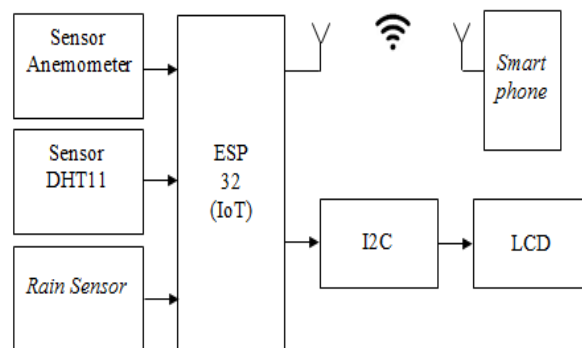 Sensor
Anemometer
Sensor
DHT11
Rain Sensor
ESP
32
(IoT)
Smart
phone
I2C
LCD